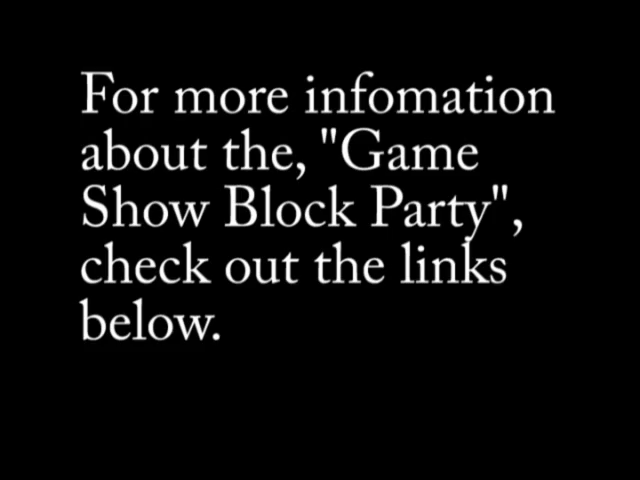 For more infomation
about the, "Game
Show Block Party",
check out the links
below.